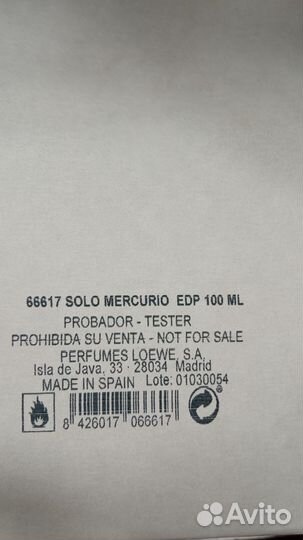 66617 SOLO MERCURIO EDP 100 ML
PROBADOR - TESTER
PROHIBIDA SU VENTA - NOT FOR SALE
PERFUMES LOEWE, S.A.
Isla de Java, 33 · 28034 Madrid
MADE IN SPAIN Lote: 01030054
8 426017 066617
Avito